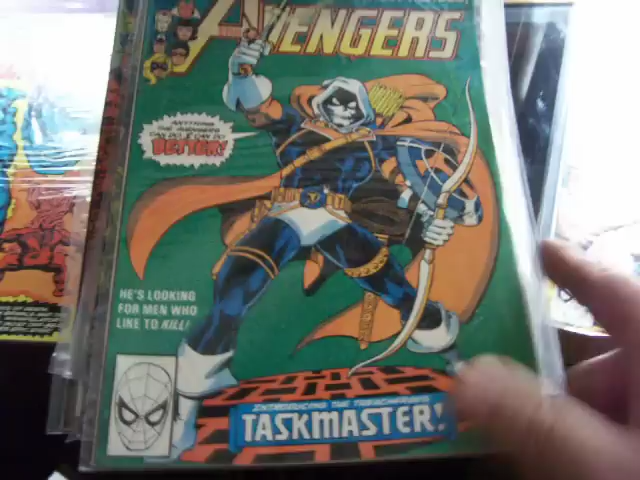 AVENGERS
ANYTHING
THE AVENGERS
CAN DO, I CAN DO
BETTER!
HE'S LOOKING
FOR MEN WHO
LIKE TO KILL!
INTRODUCING THE TREACHEROUS
TASKMASTER!